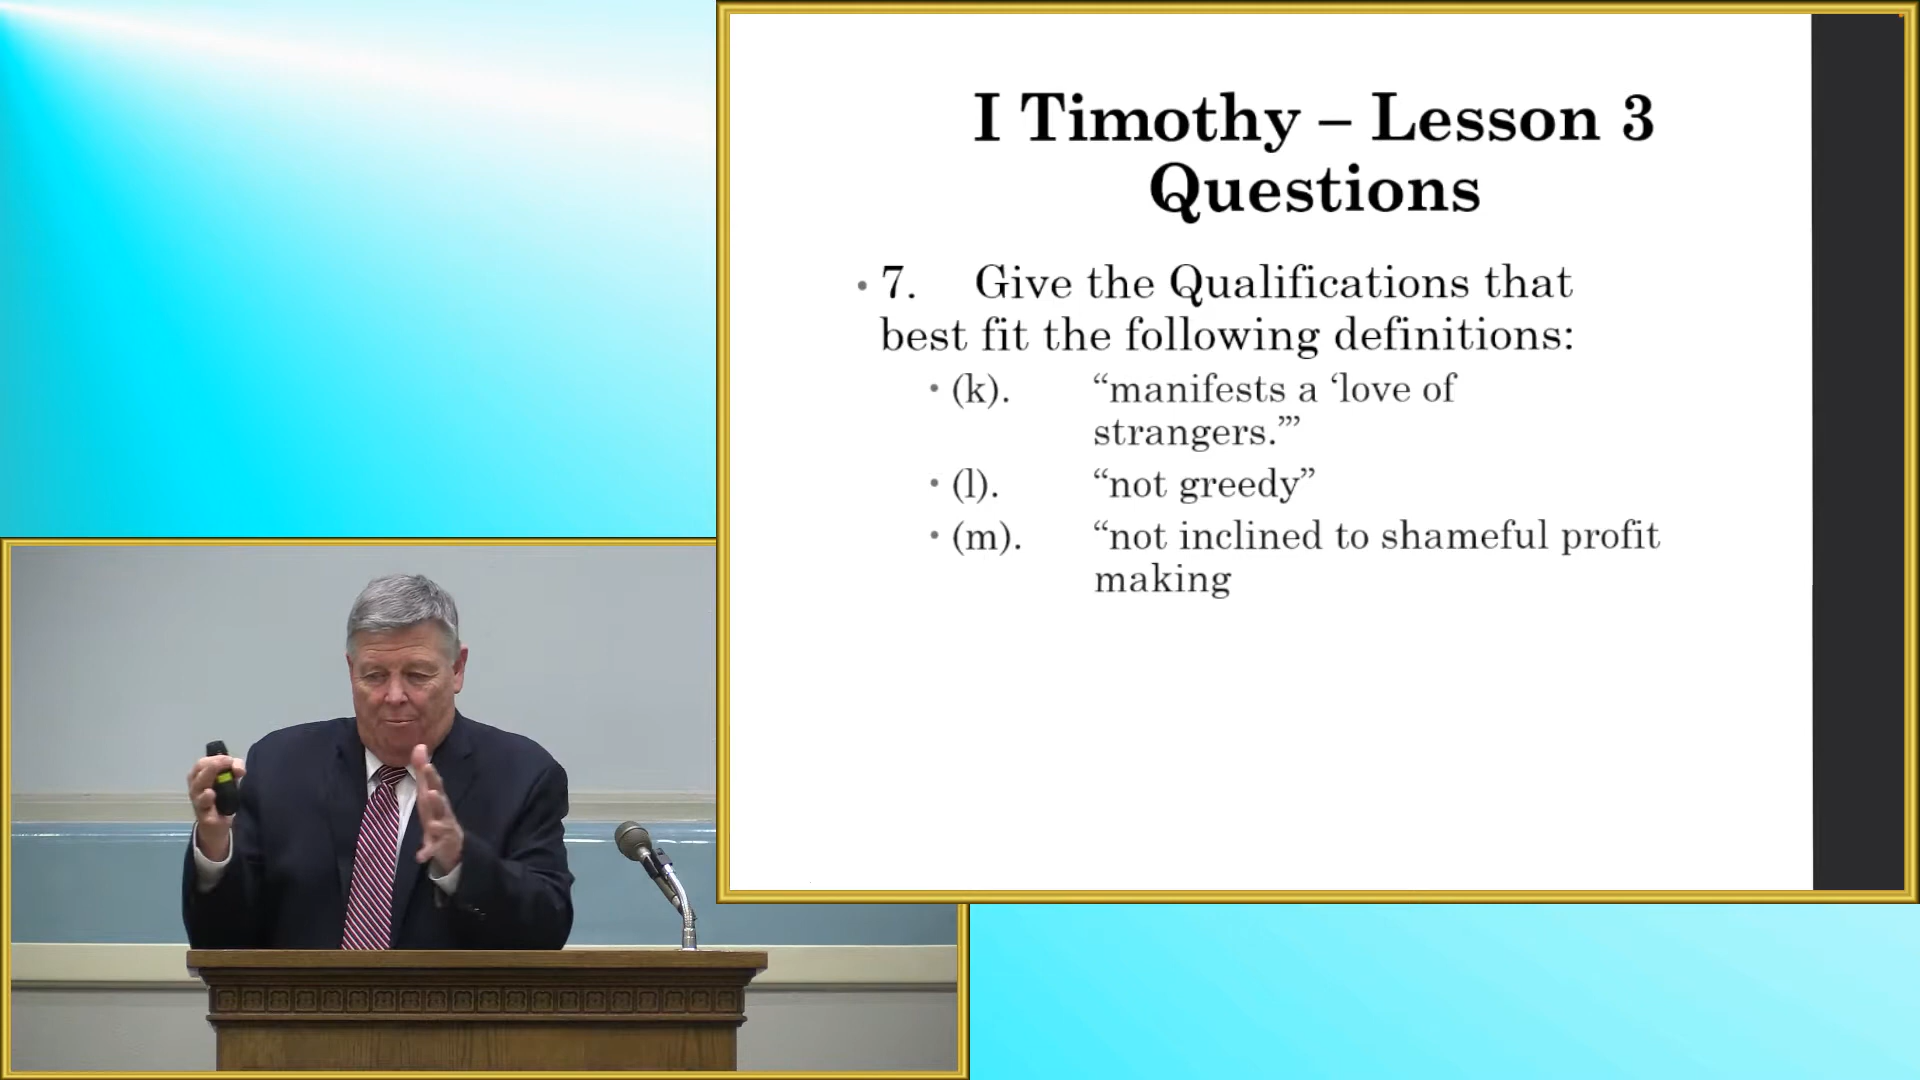 I Timothy – Lesson 3
Questions
• 7. Give the Qualifications that
best fit the following definitions:
• (k). “manifests a ‘love of
strangers.’”
• (l). “not greedy”
• (m). “not inclined to shameful profit
making